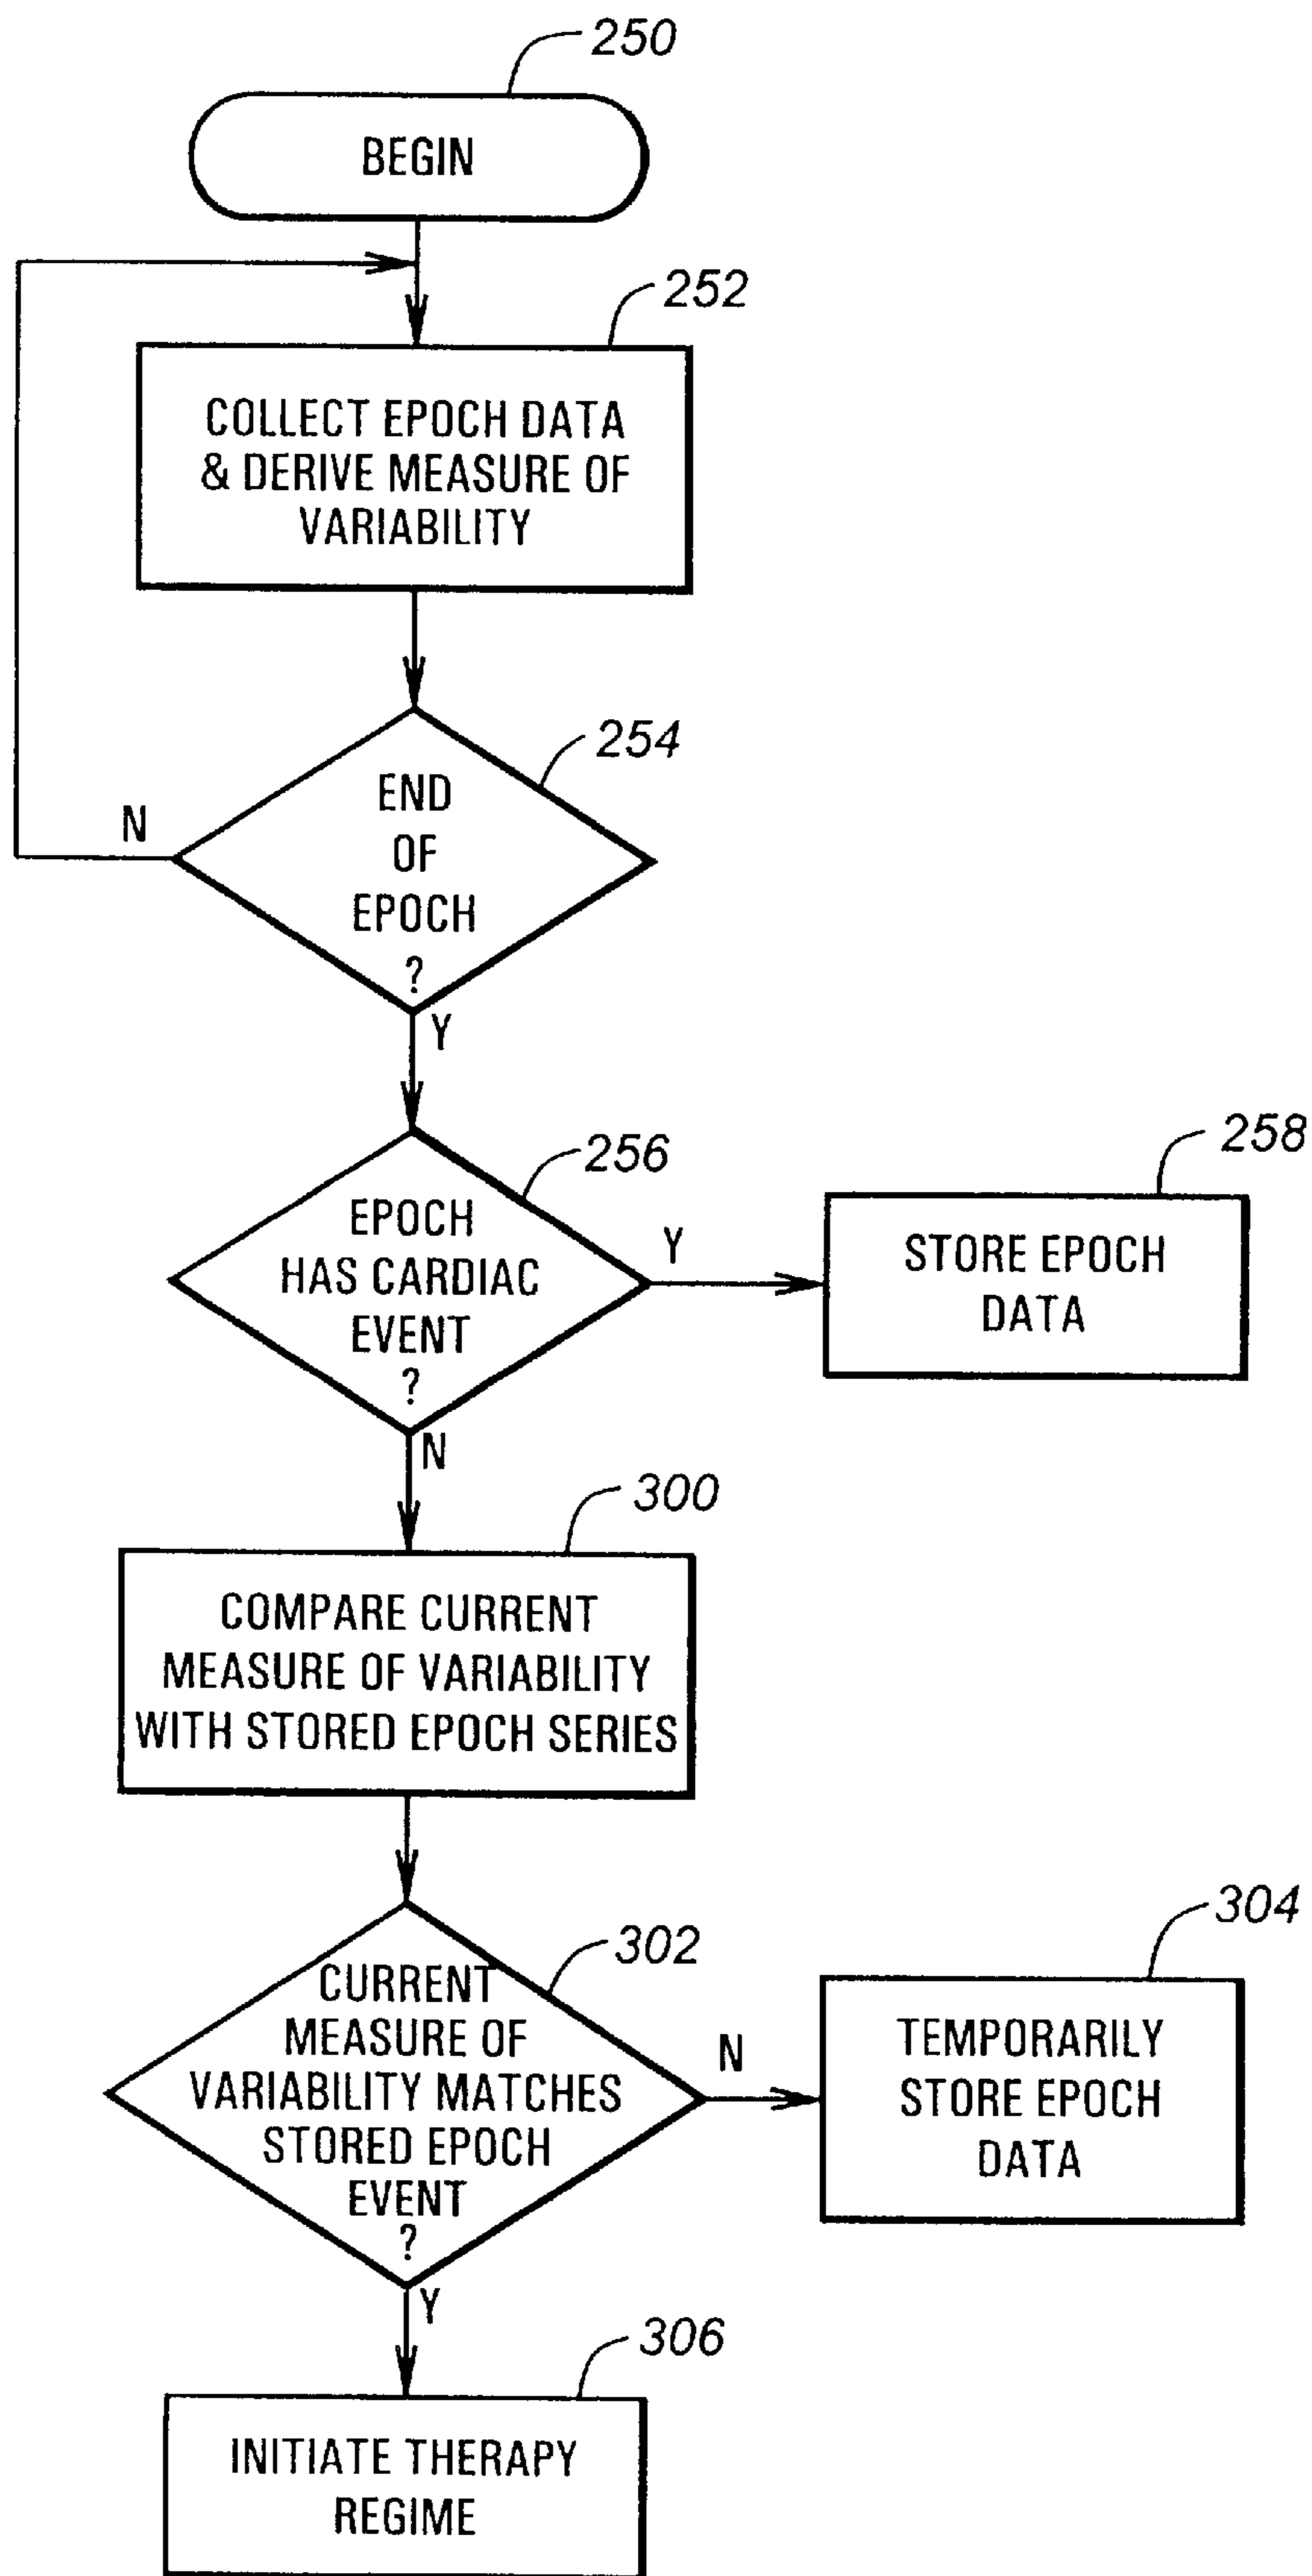 250
BEGIN
252
COLLECT EPOCH DATA
& DERIVE MEASURE OF
VARIABILITY
254
END
OF
EPOCH
?
N
Y
256
EPOCH
HAS CARDIAC
EVENT
?
Y
258
STORE EPOCH
DATA
N
300
COMPARE CURRENT
MEASURE OF VARIABILITY
WITH STORED EPOCH SERIES
302
CURRENT
MEASURE OF
VARIABILITY MATCHES
STORED EPOCH
EVENT
?
N
304
TEMPORARILY
STORE EPOCH
DATA
Y
306
INITIATE THERAPY
REGIME